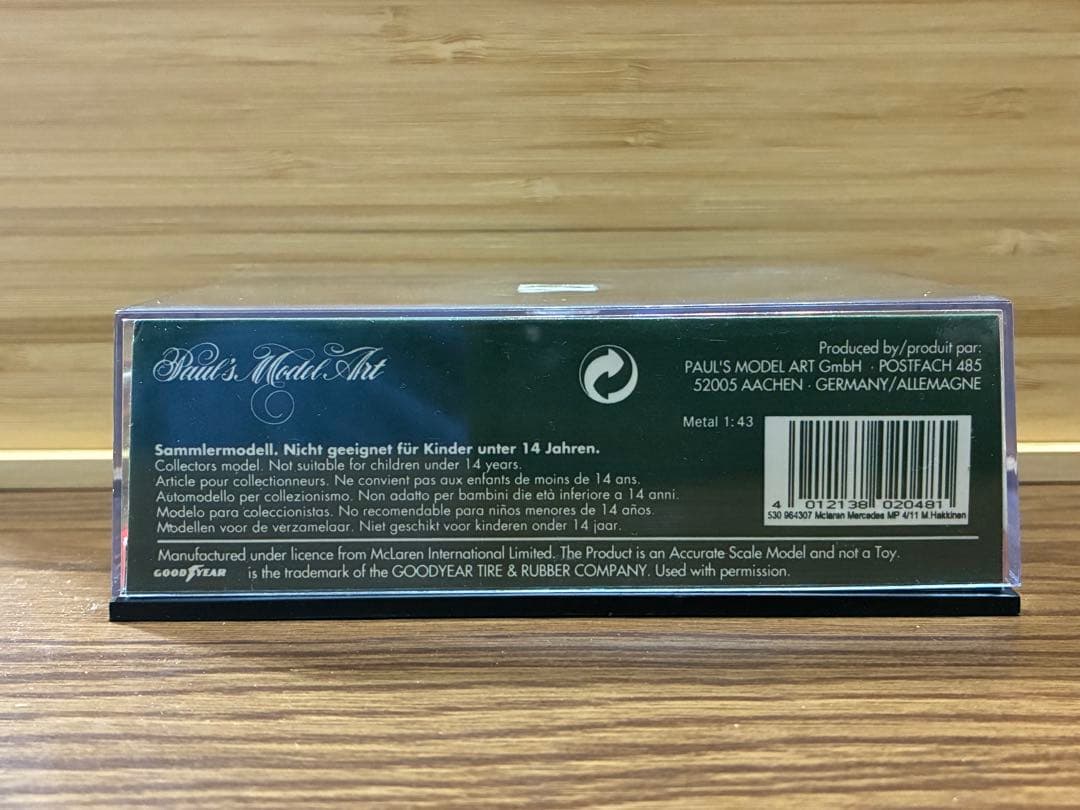 Paul's Model Art
Produced by/produit par:
PAUL'S MODEL ART GmbH · POSTFACH 485
52005 AACHEN · GERMANY/ALLEMAGNE
Metal 1:43
Sammlermodell. Nicht geeignet für Kinder unter 14 Jahren.
Collectors model. Not suitable for children under 14 years.
Article pour collectionneurs. Ne convient pas aux enfants de moins de 14 ans.
Automodello per collezionismo. Non adatto per bambini die età inferiore a 14 anni.
Modelo para coleccionistas. No recomendable para niños menores de 14 años.
Modellen voor de verzamelaar. Niet geschikt voor kinderen onder 14 jaar.
4 012138 020481
530 964307 Mclaren Mercedes MP 4/11 M.Hakkinen
Manufactured under licence from McLaren International Limited. The Product is an Accurate Scale Model and not a Toy.
GOODYEAR is the trademark of the GOODYEAR TIRE & RUBBER COMPANY. Used with permission.